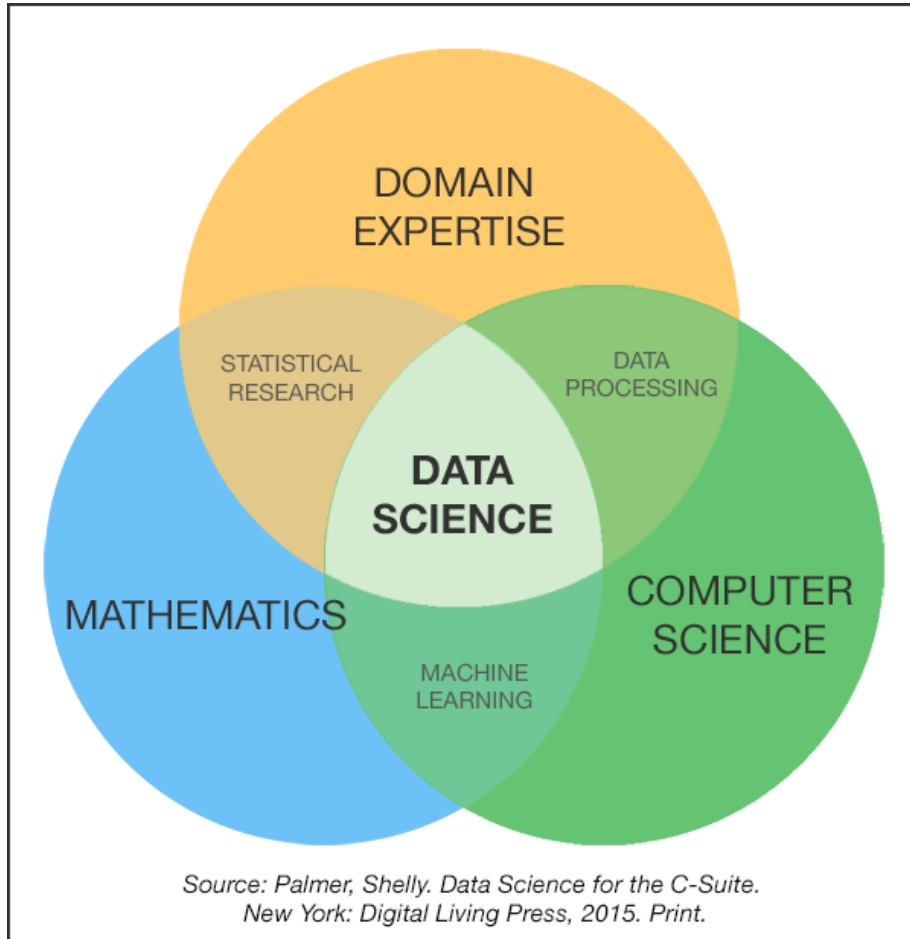 DOMAIN
EXPERTISE
STATISTICAL
RESEARCH
DATA
PROCESSING
DATA
SCIENCE
MATHEMATICS
COMPUTER
SCIENCE
MACHINE
LEARNING
Source: Palmer, Shelly. Data Science for the C-Suite.
New York: Digital Living Press, 2015. Print.